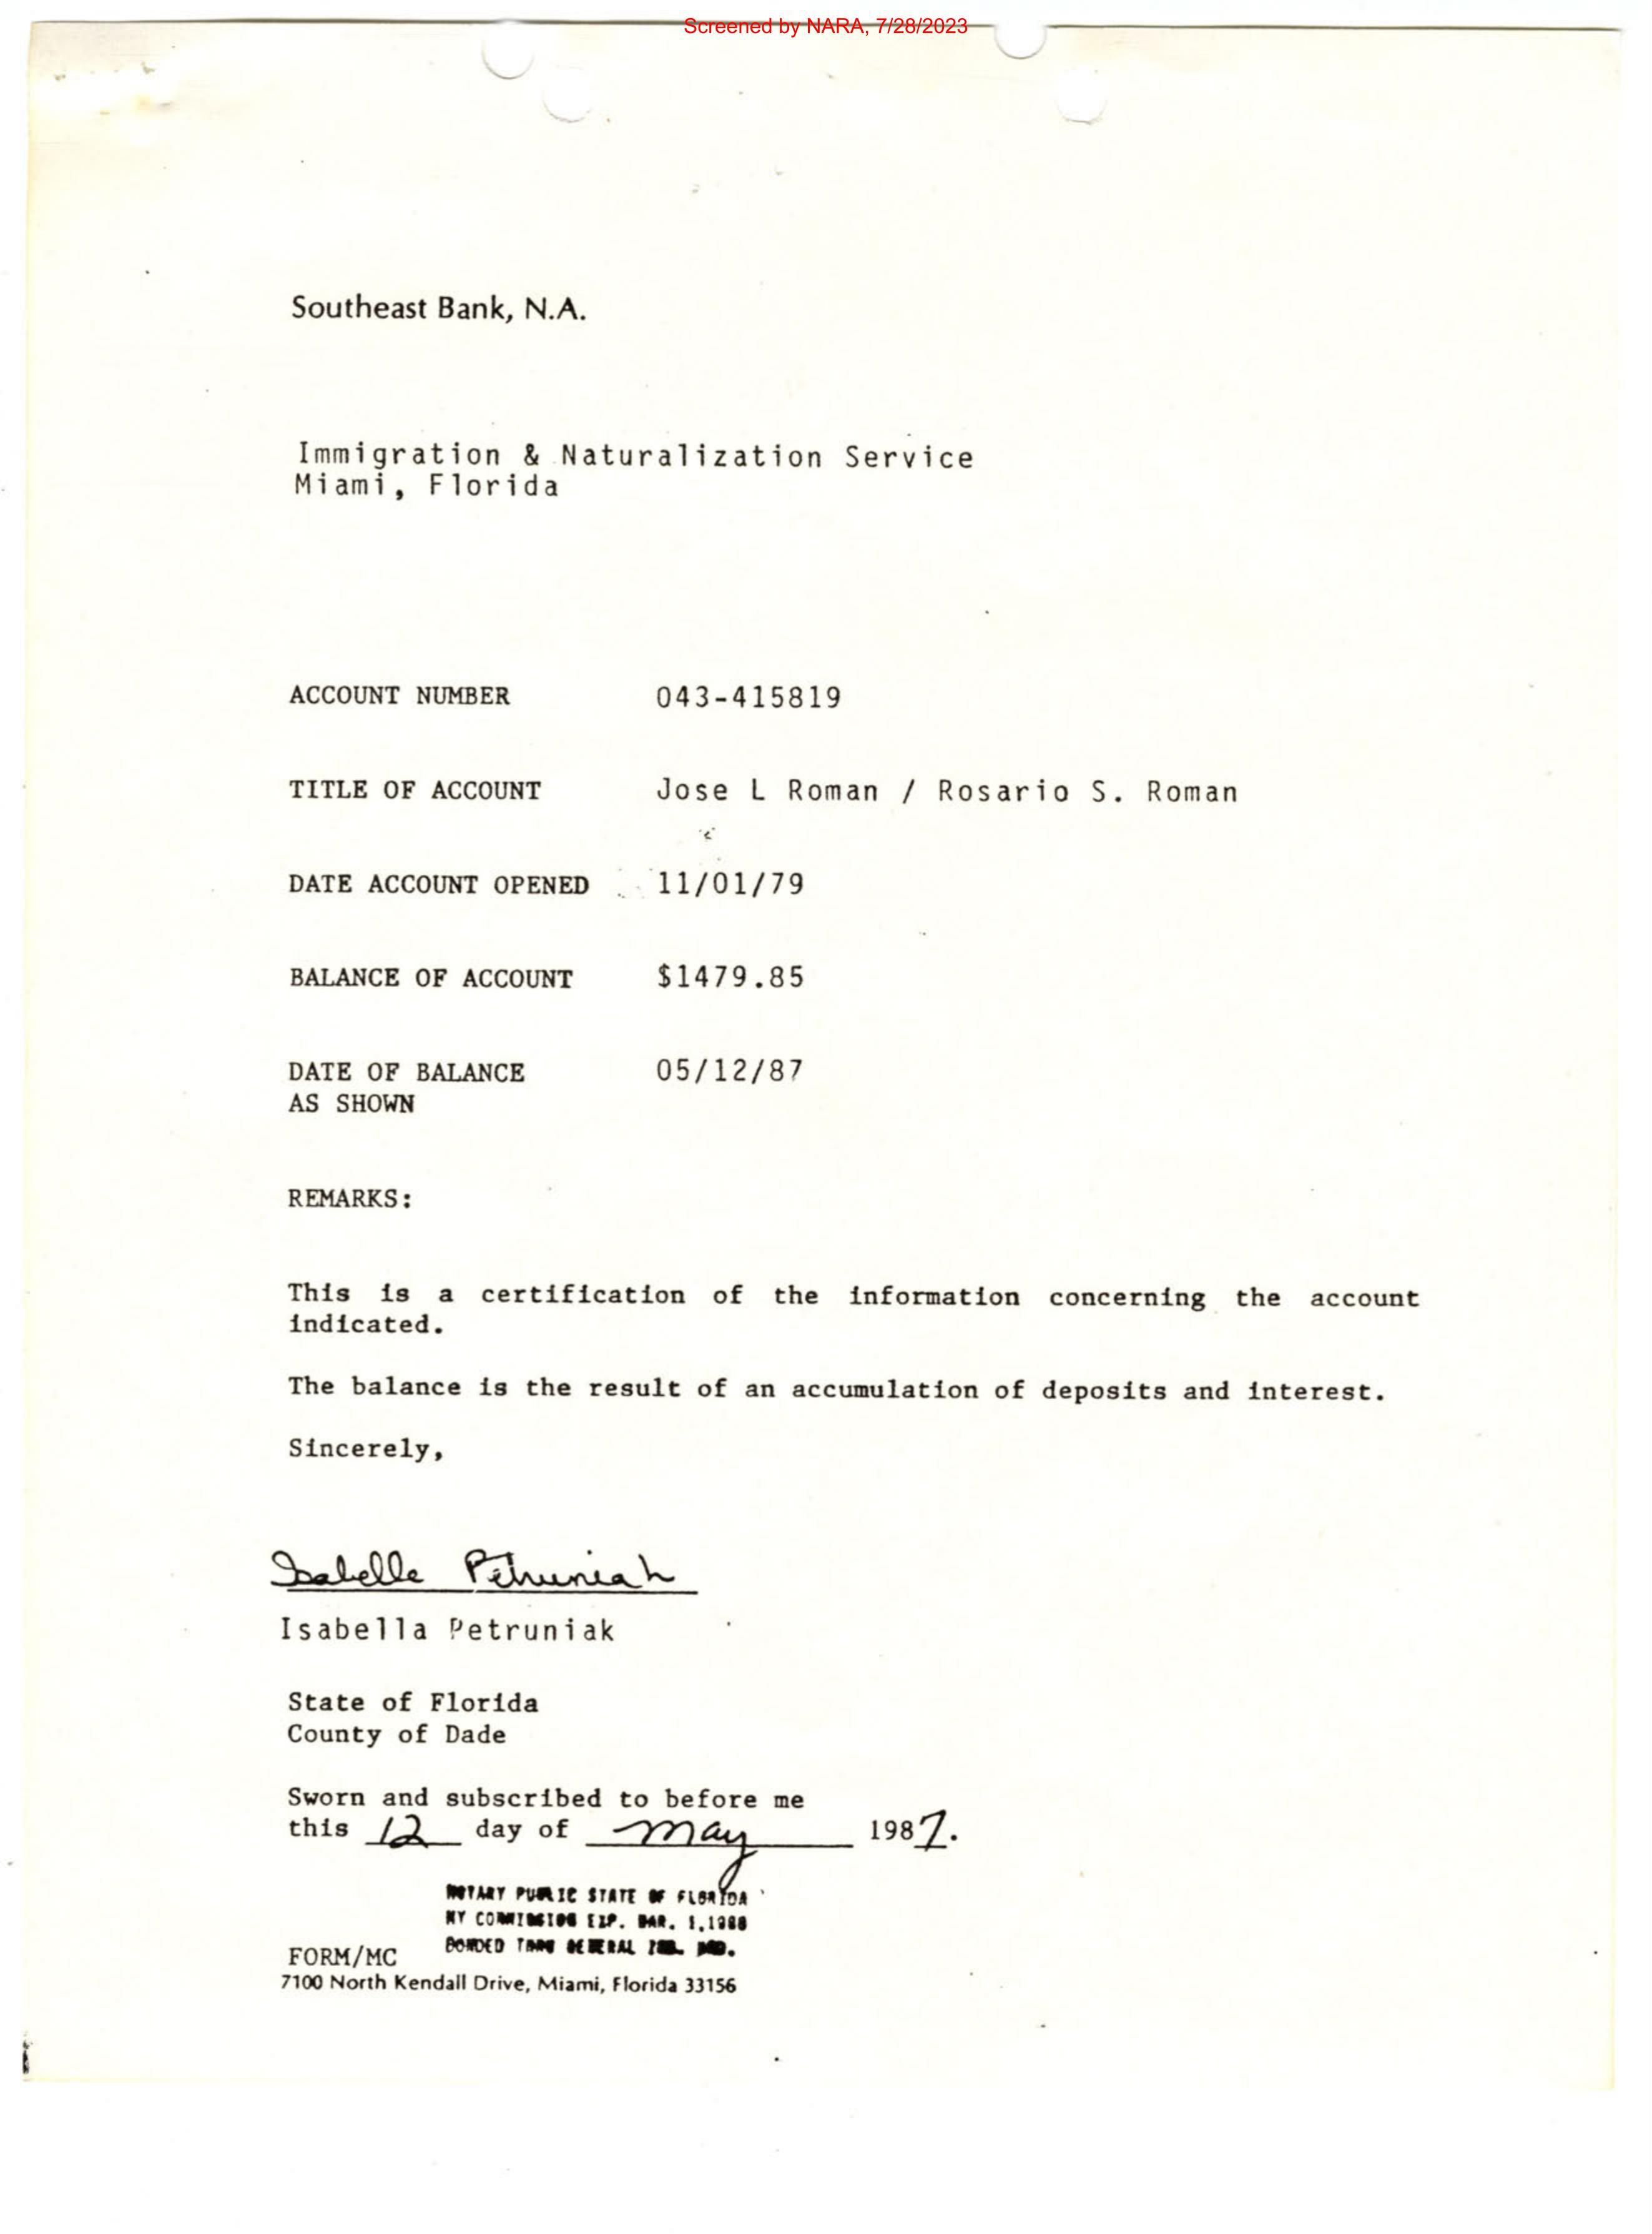 Screened by NARA, 7/28/2023
Southeast Bank, N.A.
Immigration & Naturalization Service
Miami, Florida
ACCOUNT NUMBER 043-415819
TITLE OF ACCOUNT Jose L Roman / Rosario S. Roman
DATE ACCOUNT OPENED 11/01/79
BALANCE OF ACCOUNT $1479.85
DATE OF BALANCE 05/12/87
AS SHOWN
REMARKS:
This is a certification of the information concerning the account
indicated.
The balance is the result of an accumulation of deposits and interest.
Sincerely,
Isabella Petruniak
Isabella Petruniak
State of Florida
County of Dade
Sworn and subscribed to before me
this 12 day of May 1987.
NOTARY PUBLIC STATE OF FLORIDA
MY COMMISSION EXP. MAR. 1,1988
BONDED THRU GENERAL INS. UND.
FORM/MC
7100 North Kendall Drive, Miami, Florida 33156